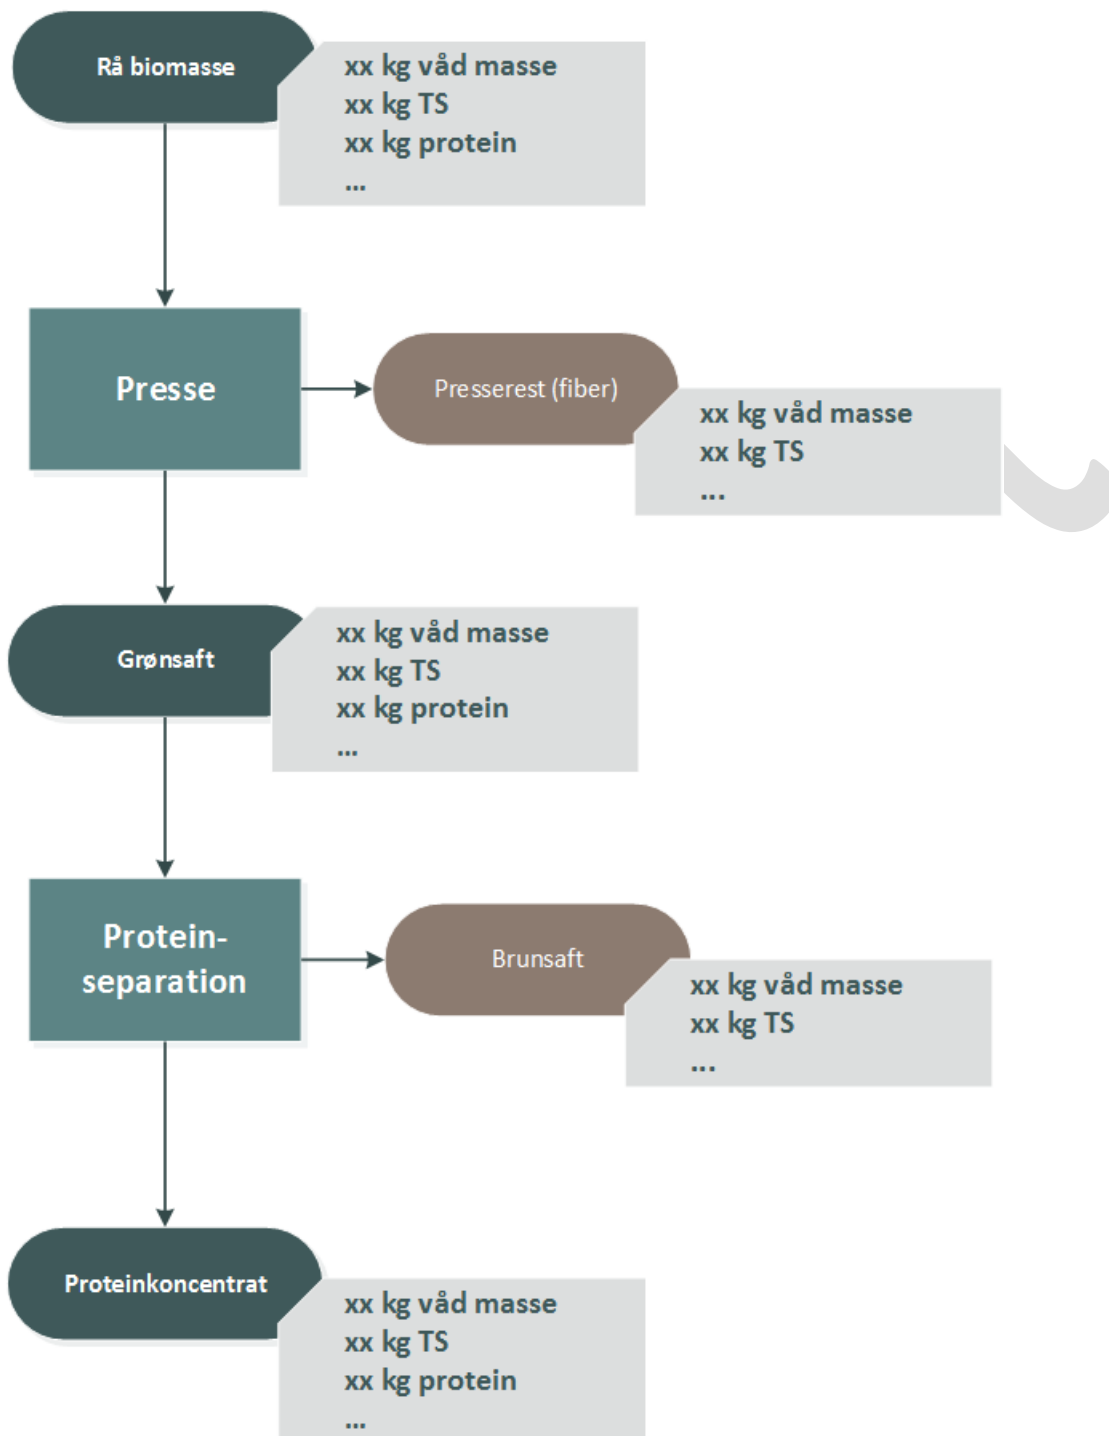 Rå biomasse
xx kg våd masse
xx kg TS
xx kg protein
...
Presse
Presserest (fiber)
xx kg våd masse
xx kg TS
...
Grønsaft
xx kg våd masse
xx kg TS
xx kg protein
...
Protein-
separation
Brunsaft
xx kg våd masse
xx kg TS
...
Proteinkoncentrat
xx kg våd masse
xx kg TS
xx kg protein
...